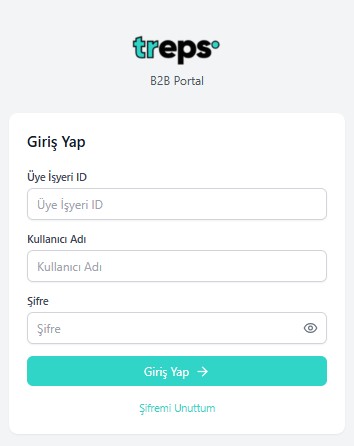 treps
B2B Portal
Giriş Yap
Üye İşyeri ID
Üye İşyeri ID
Kullanıcı Adı
Kullanıcı Adı
Şifre
Şifre
Giriş Yap →
Şifremi Unuttum